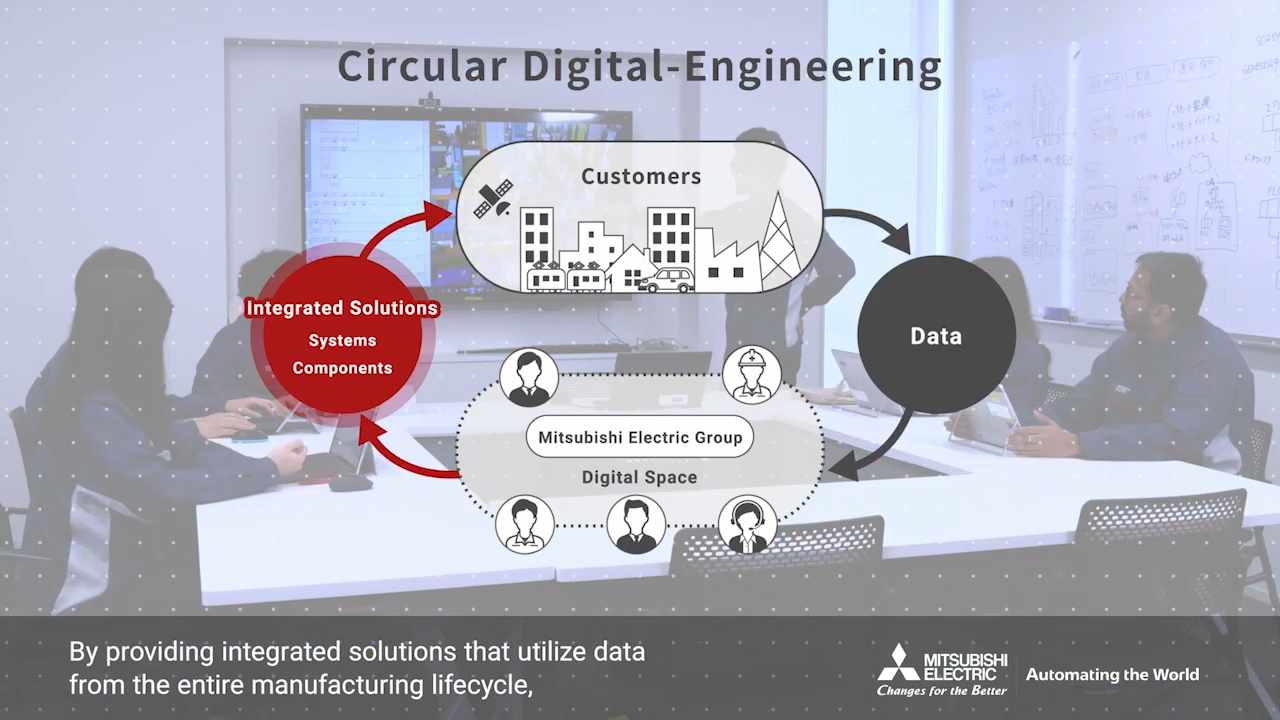 Circular Digital-Engineering
Customers
Integrated Solutions
Systems
Components
Data
Mitsubishi Electric Group
Digital Space
By providing integrated solutions that utilize data
from the entire manufacturing lifecycle,
MITSUBISHI
ELECTRIC
Changes for the Better
Automating the World